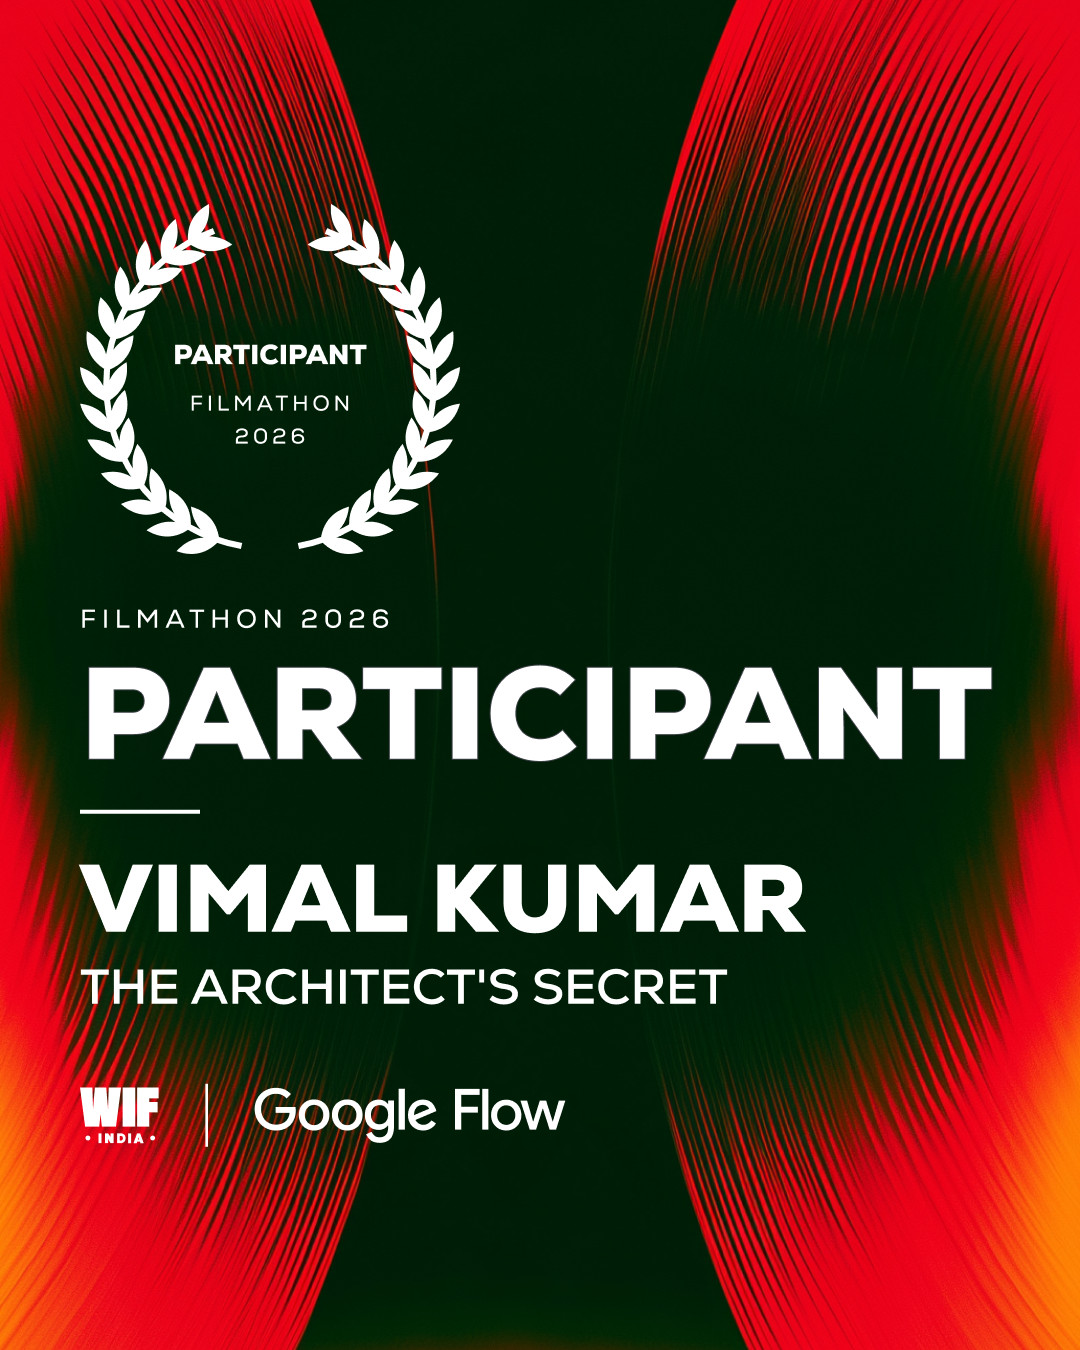 PARTICIPANT
FILMATHON
2026
FILMATHON 2026
PARTICIPANT
VIMAL KUMAR
THE ARCHITECT'S SECRET
WIF
• INDIA •
Google Flow